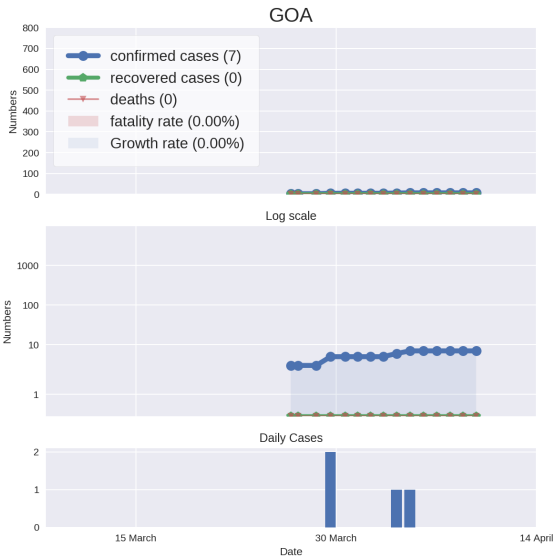 GOA
800
700
600
500
400
300
200
100
0
Numbers
confirmed cases (7)
recovered cases (0)
deaths (0)
fatality rate (0.00%)
Growth rate (0.00%)
Log scale
1000
100
10
1
Numbers
Daily Cases
2
1
0
15 March 30 March 14 April
Date